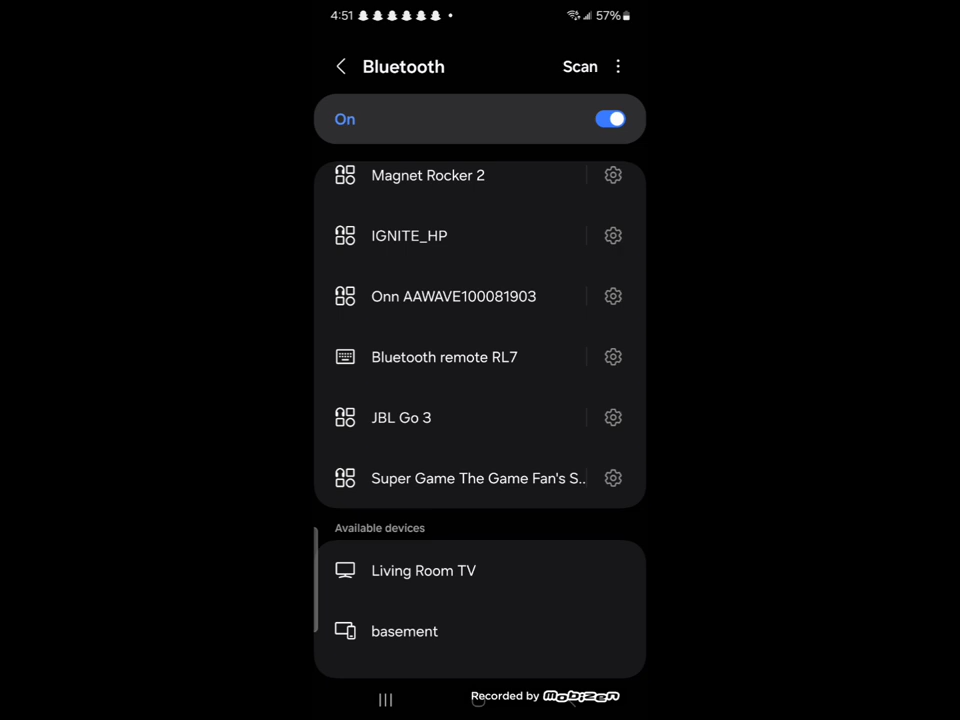 4:51 57%
Bluetooth Scan
On
Magnet Rocker 2
IGNITE_HP
Onn AAWAVE100081903
Bluetooth remote RL7
JBL Go 3
Super Game The Game Fan's S..
Available devices
Living Room TV
basement
Recorded by mobizen